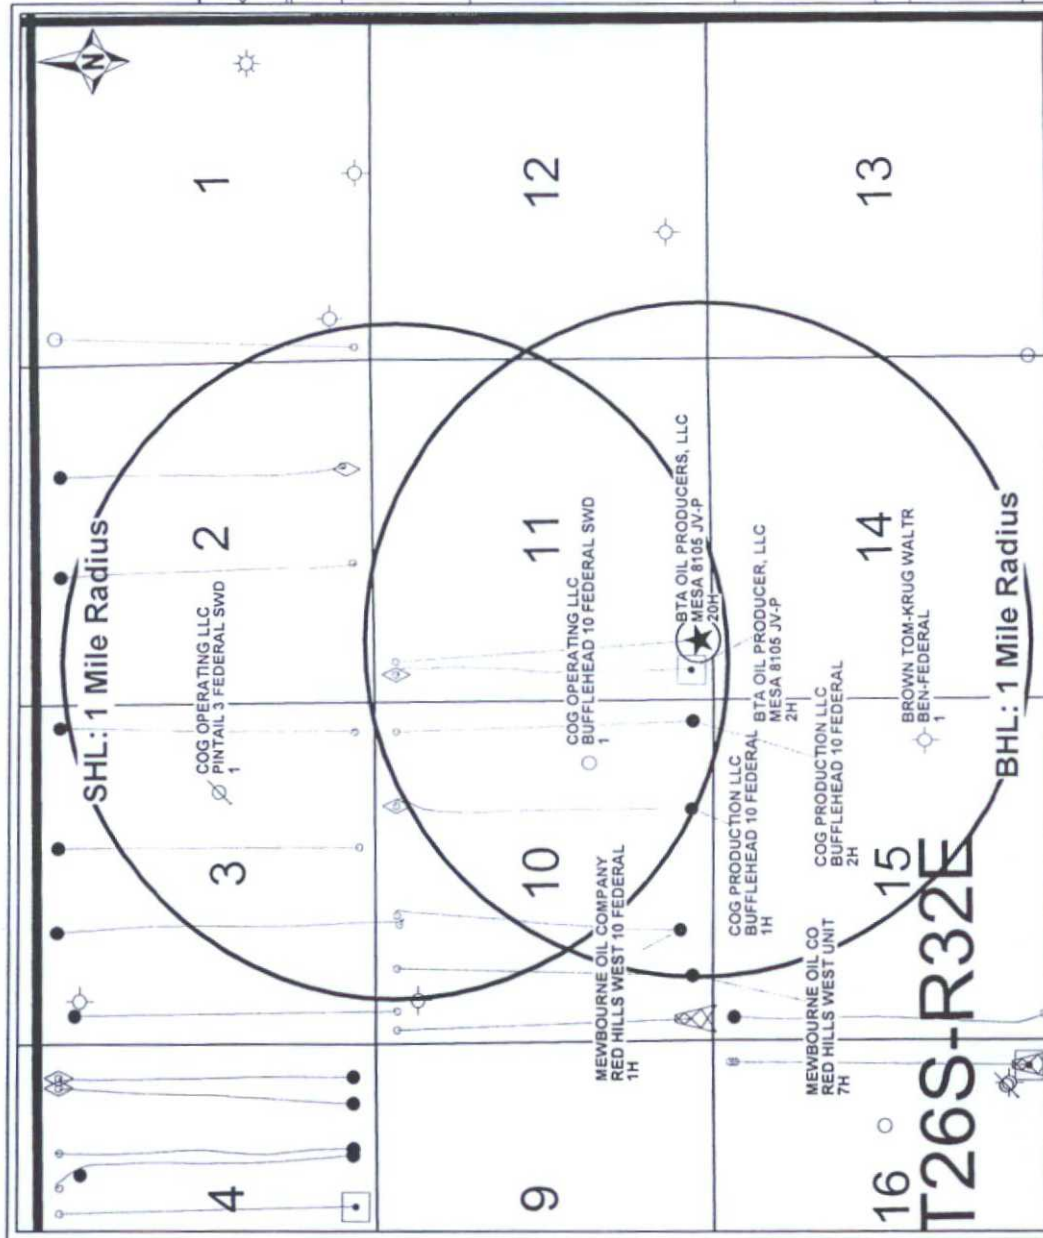 N
1
12
13
SHL: 1 Mile Radius
2
11
14
COG OPERATING LLC
PINTAIL 3 FEDERAL SWD
1
COG OPERATING LLC
BUFFLEHEAD 10 FEDERAL SWD
1
BTA OIL PRODUCERS, LLC
MESA 8105 JV-P
20H
BTA OIL PRODUCER, LLC
MESA 8105 JV-P
2H
BROWN TOM-KRUG WALTR
BEN-FEDERAL
1
BHL: 1 Mile Radius
3
10
15
MEWBOURNE OIL COMPANY
RED HILLS WEST 10 FEDERAL
1H
COG PRODUCTION LLC
BUFFLEHEAD 10 FEDERAL
1H
COG PRODUCTION LLC
BUFFLEHEAD 10 FEDERAL
2H
MEWBOURNE OIL CO
RED HILLS WEST UNIT
7H
4
9
16
T26S-R32E